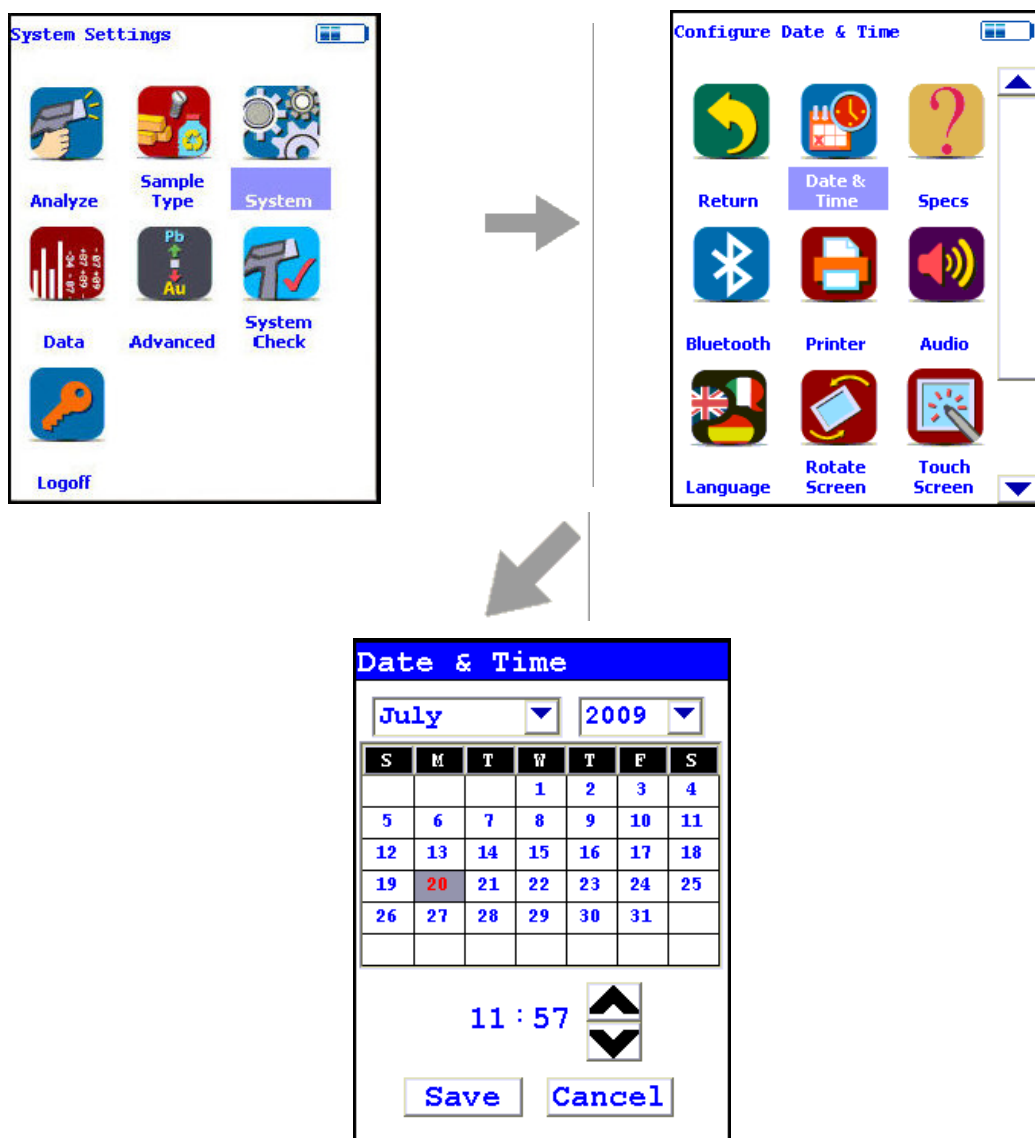 System Settings
Analyze
Sample
Type
System
Pb
Au
Data
Advanced
System
Check
Logoff
Configure Date & Time
Return
Date &
Time
Specs
Bluetooth
Printer
Audio
Language
Rotate
Screen
Touch
Screen
Date & Time
July 2009
S M T W T F S
1 2 3 4
5 6 7 8 9 10 11
12 13 14 15 16 17 18
19 20 21 22 23 24 25
26 27 28 29 30 31
11:57
Save Cancel